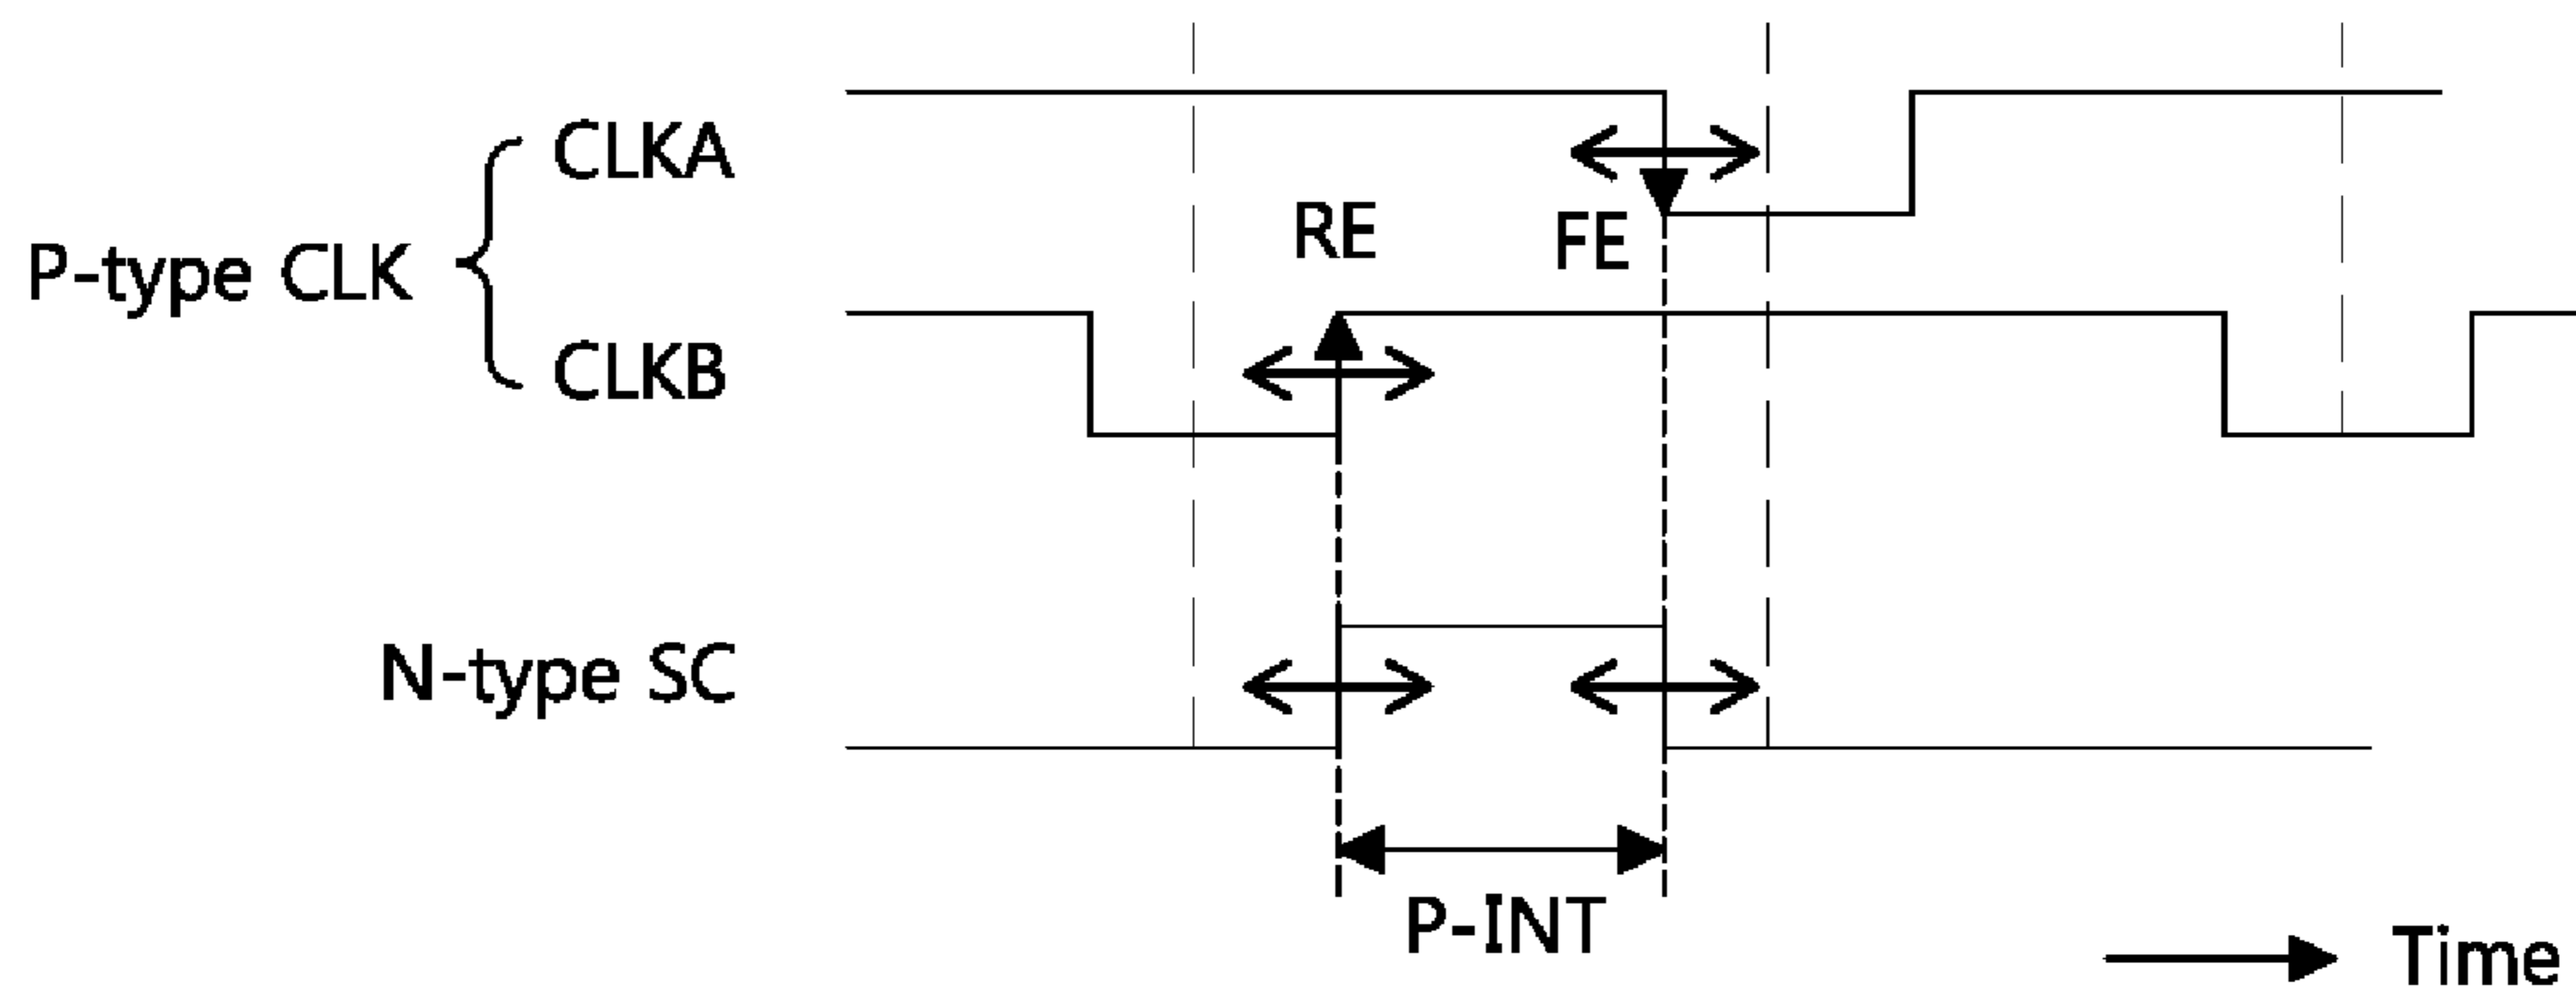 CLKA
RE
FE
P-type CLK
CLKB
N-type SC
P-INT
Time